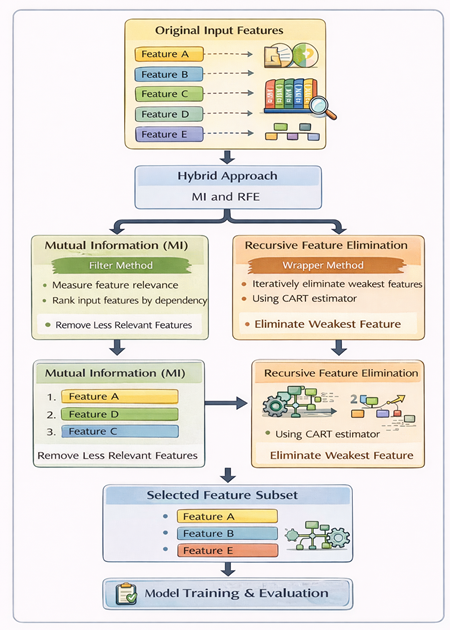 Original Input Features
Feature A
Feature B
Feature C
Feature D
Feature E
Hybrid Approach
MI and RFE
Mutual Information (MI)
Filter Method
• Measure feature relevance
• Rank input features by dependency
• Remove Less Relevant Features
Recursive Feature Elimination
Wrapper Method
• Iteratively eliminate weakest features
• Using CART estimator
• Eliminate Weakest Feature
Mutual Information (MI)
1. Feature A
2. Feature D
3. Feature C
Remove Less Relevant Features
Recursive Feature Elimination
2
• Using CART estimator
Eliminate Weakest Feature
Selected Feature Subset
• Feature A
• Feature B
• Feature E
Model Training & Evaluation